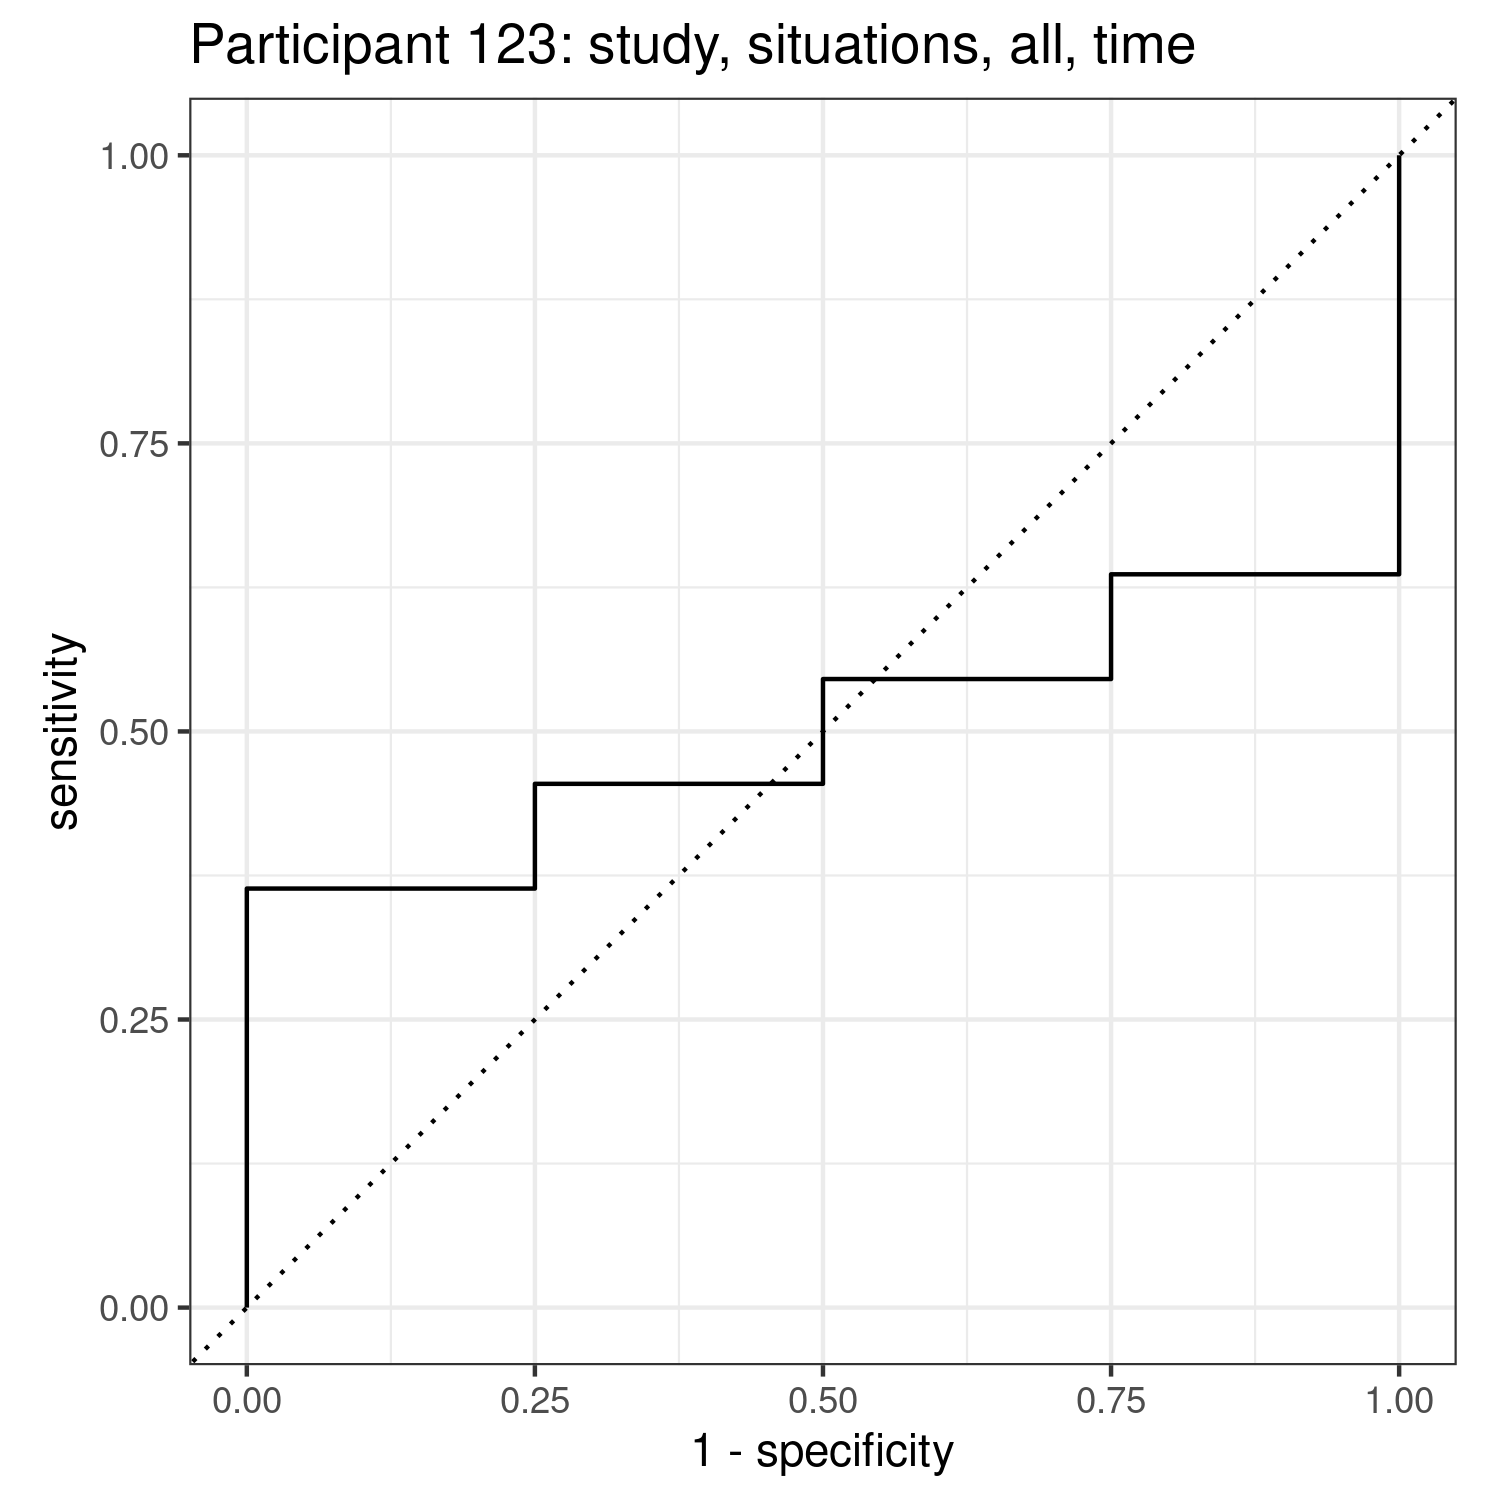 Participant 123: study, situations, all, time
1.00
0.75
0.50
0.25
0.00
sensitivity
0.00 0.25 0.50 0.75 1.00
1 - specificity